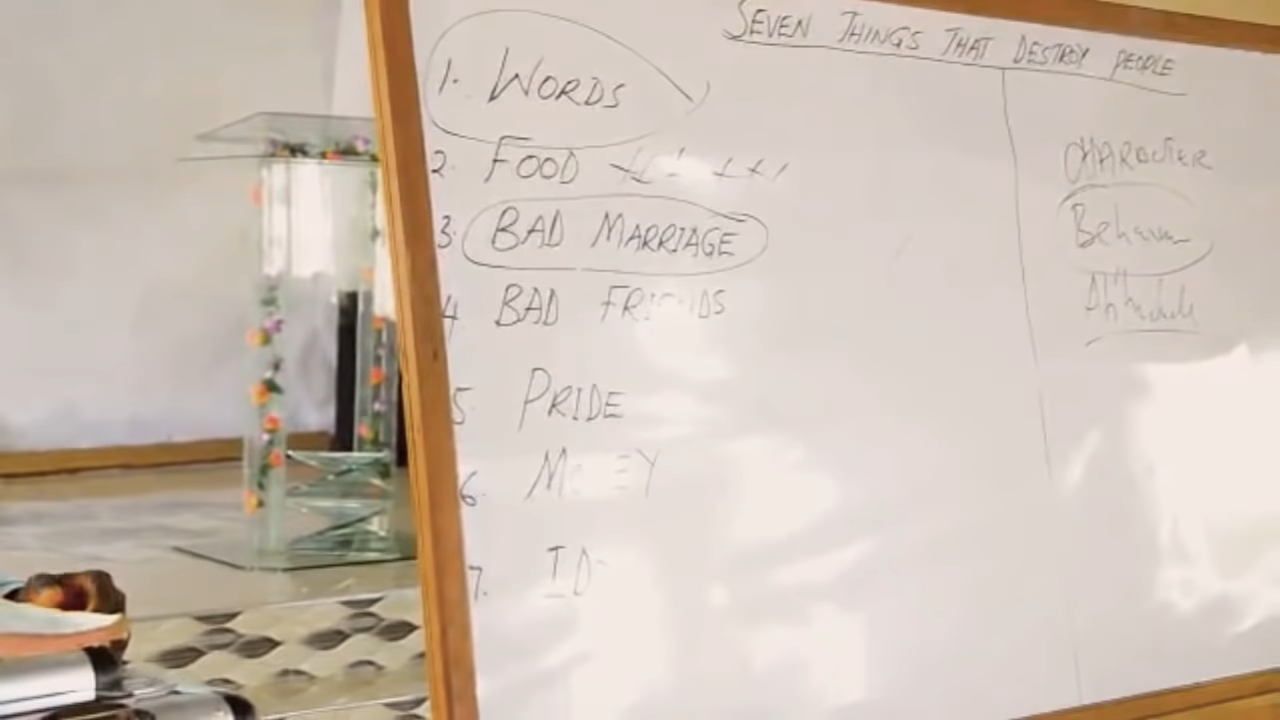 SEVEN THINGS THAT DESTROY PEOPLE
1. WORDS
2. FOOD
3. BAD MARRIAGE
4 BAD FRIENDS
5. PRIDE
6. MONEY
7.
CHARACTER